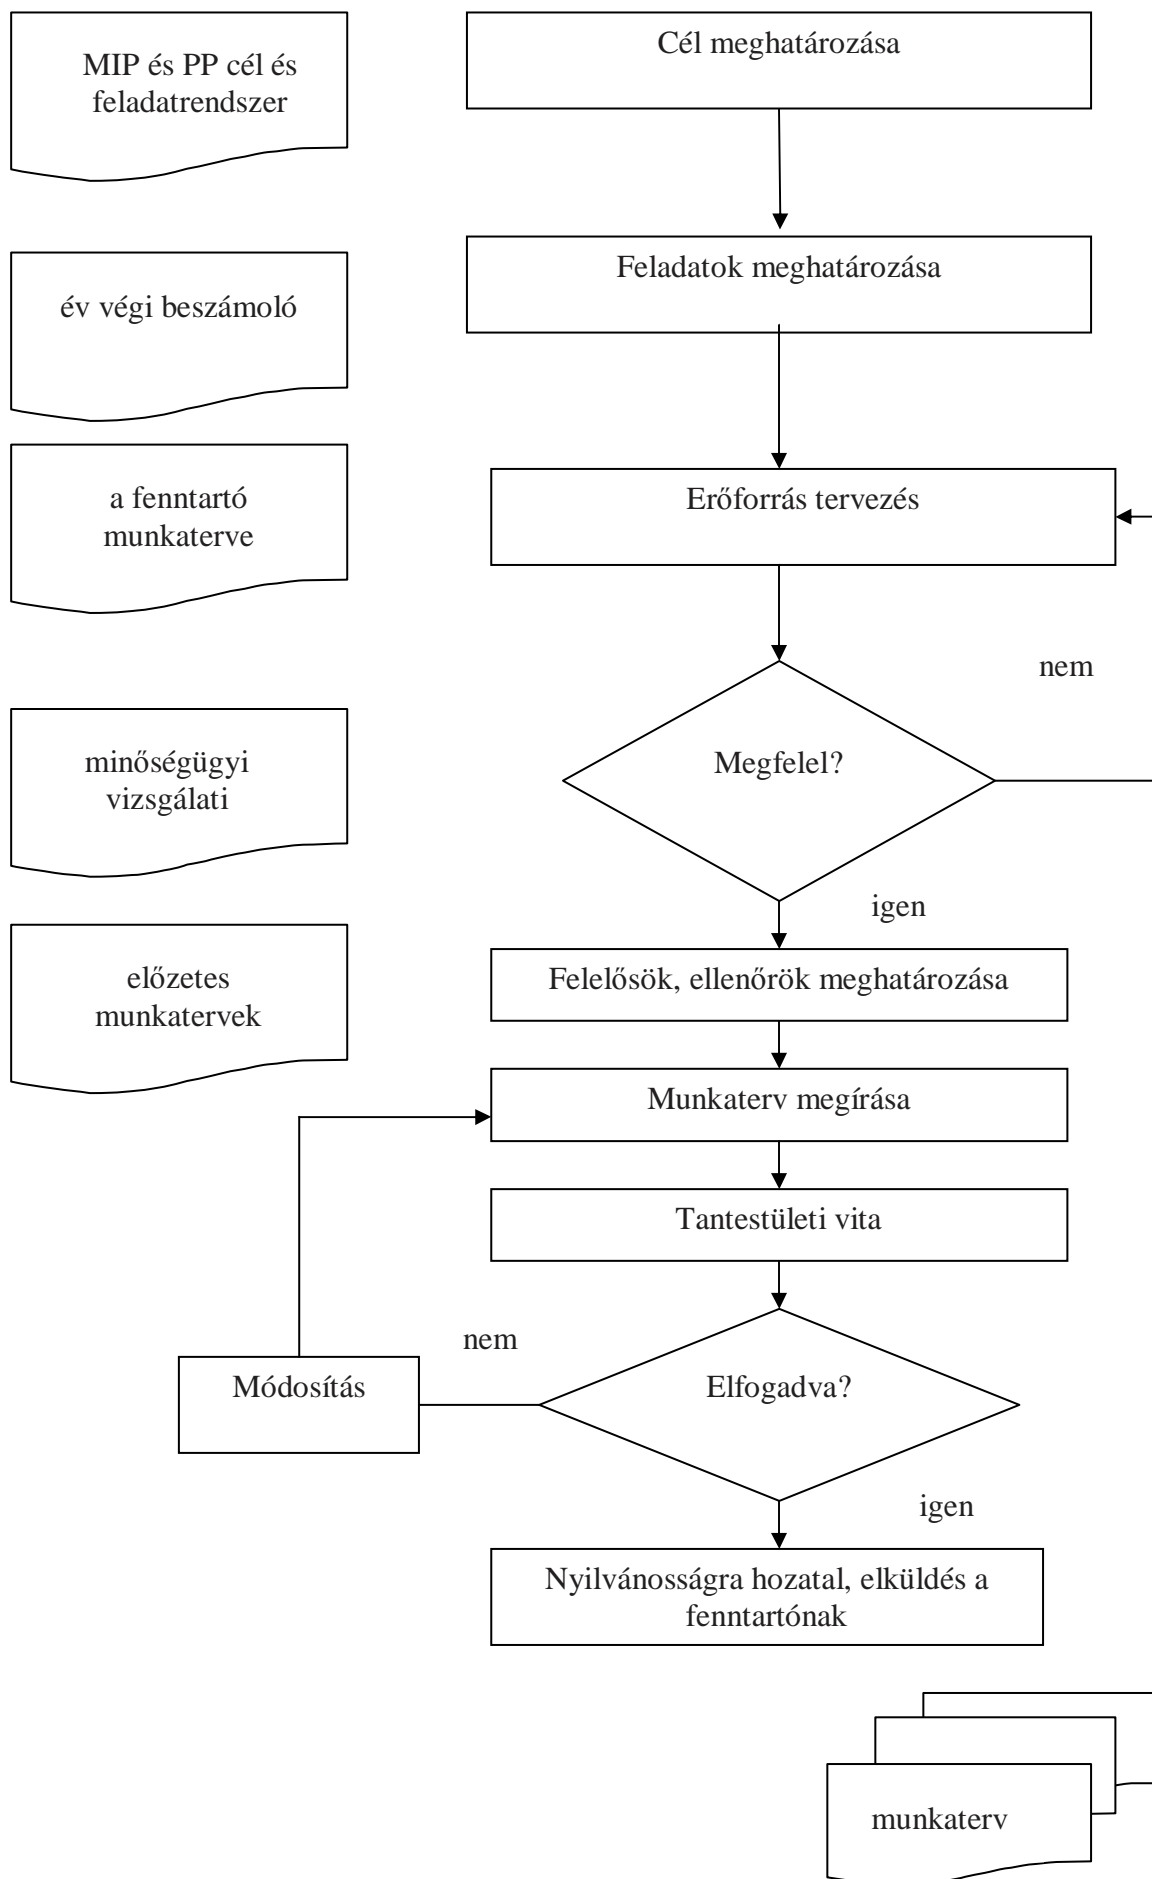 MIP és PP cél és
feladatrendszer
Cél meghatározása
Feladatok meghatározása
év végi beszámoló
a fenntartó
munkaterve
Erőforrás tervezés
nem
minőségügyi
vizsgálati
Megfelel?
igen
előzetes
munkatervek
Felelősök, ellenőrök meghatározása
Munkaterv megírása
Tantestületi vita
nem
Módosítás
Elfogadva?
igen
Nyilvánosságra hozatal, elküldés a
fenntartónak
munkaterv